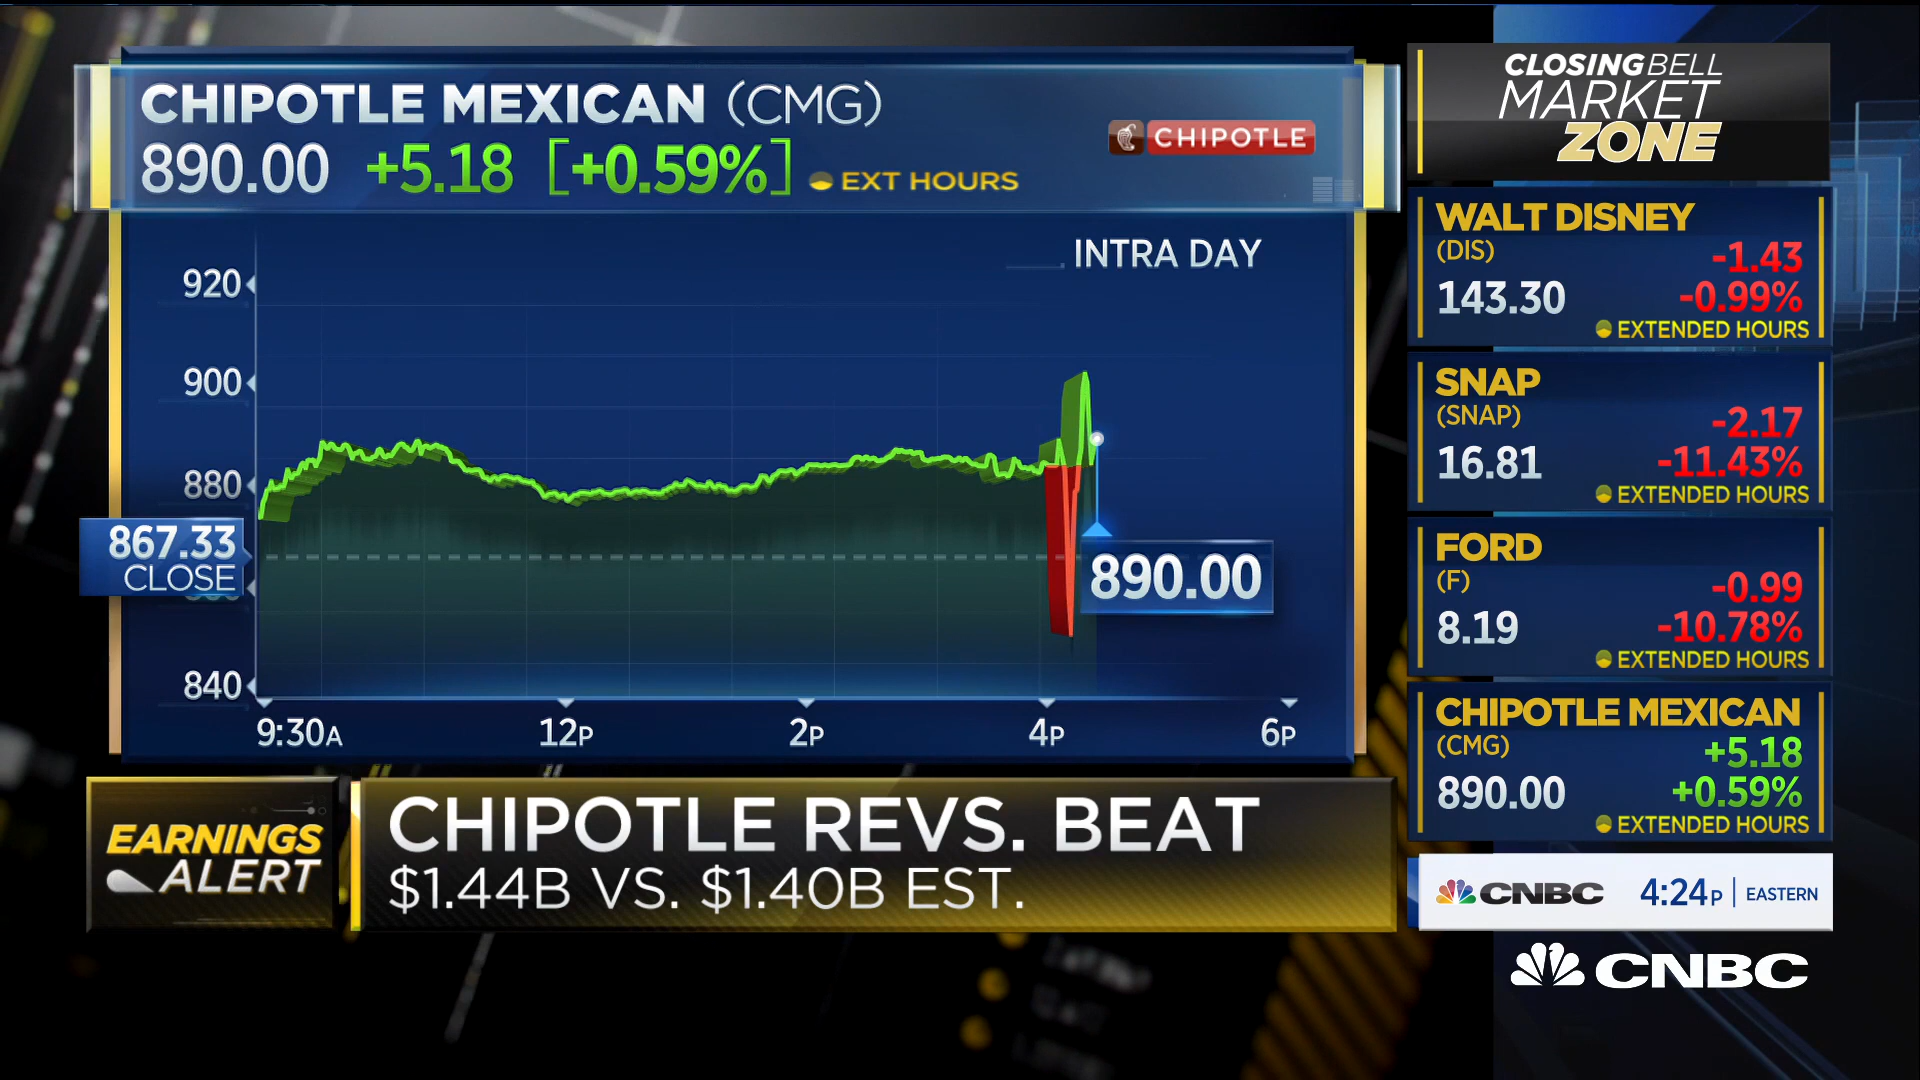 CHIPOTLE MEXICAN (CMG)
890.00 +5.18 [+0.59%] EXT HOURS
CHIPOTLE
INTRA DAY
920
900
880
867.33
CLOSE
840
890.00
9:30A 12P 2P 4P 6P
EARNINGS
ALERT
CHIPOTLE REVS. BEAT
$1.44B VS. $1.40B EST.
CLOSING BELL
MARKET
ZONE
WALT DISNEY
(DIS) -1.43
143.30 -0.99%
EXTENDED HOURS
SNAP
(SNAP) -2.17
16.81 -11.43%
EXTENDED HOURS
FORD
(F) -0.99
8.19 -10.78%
EXTENDED HOURS
CHIPOTLE MEXICAN
(CMG) +5.18
890.00 +0.59%
EXTENDED HOURS
CNBC 4:24P EASTERN
CNBC